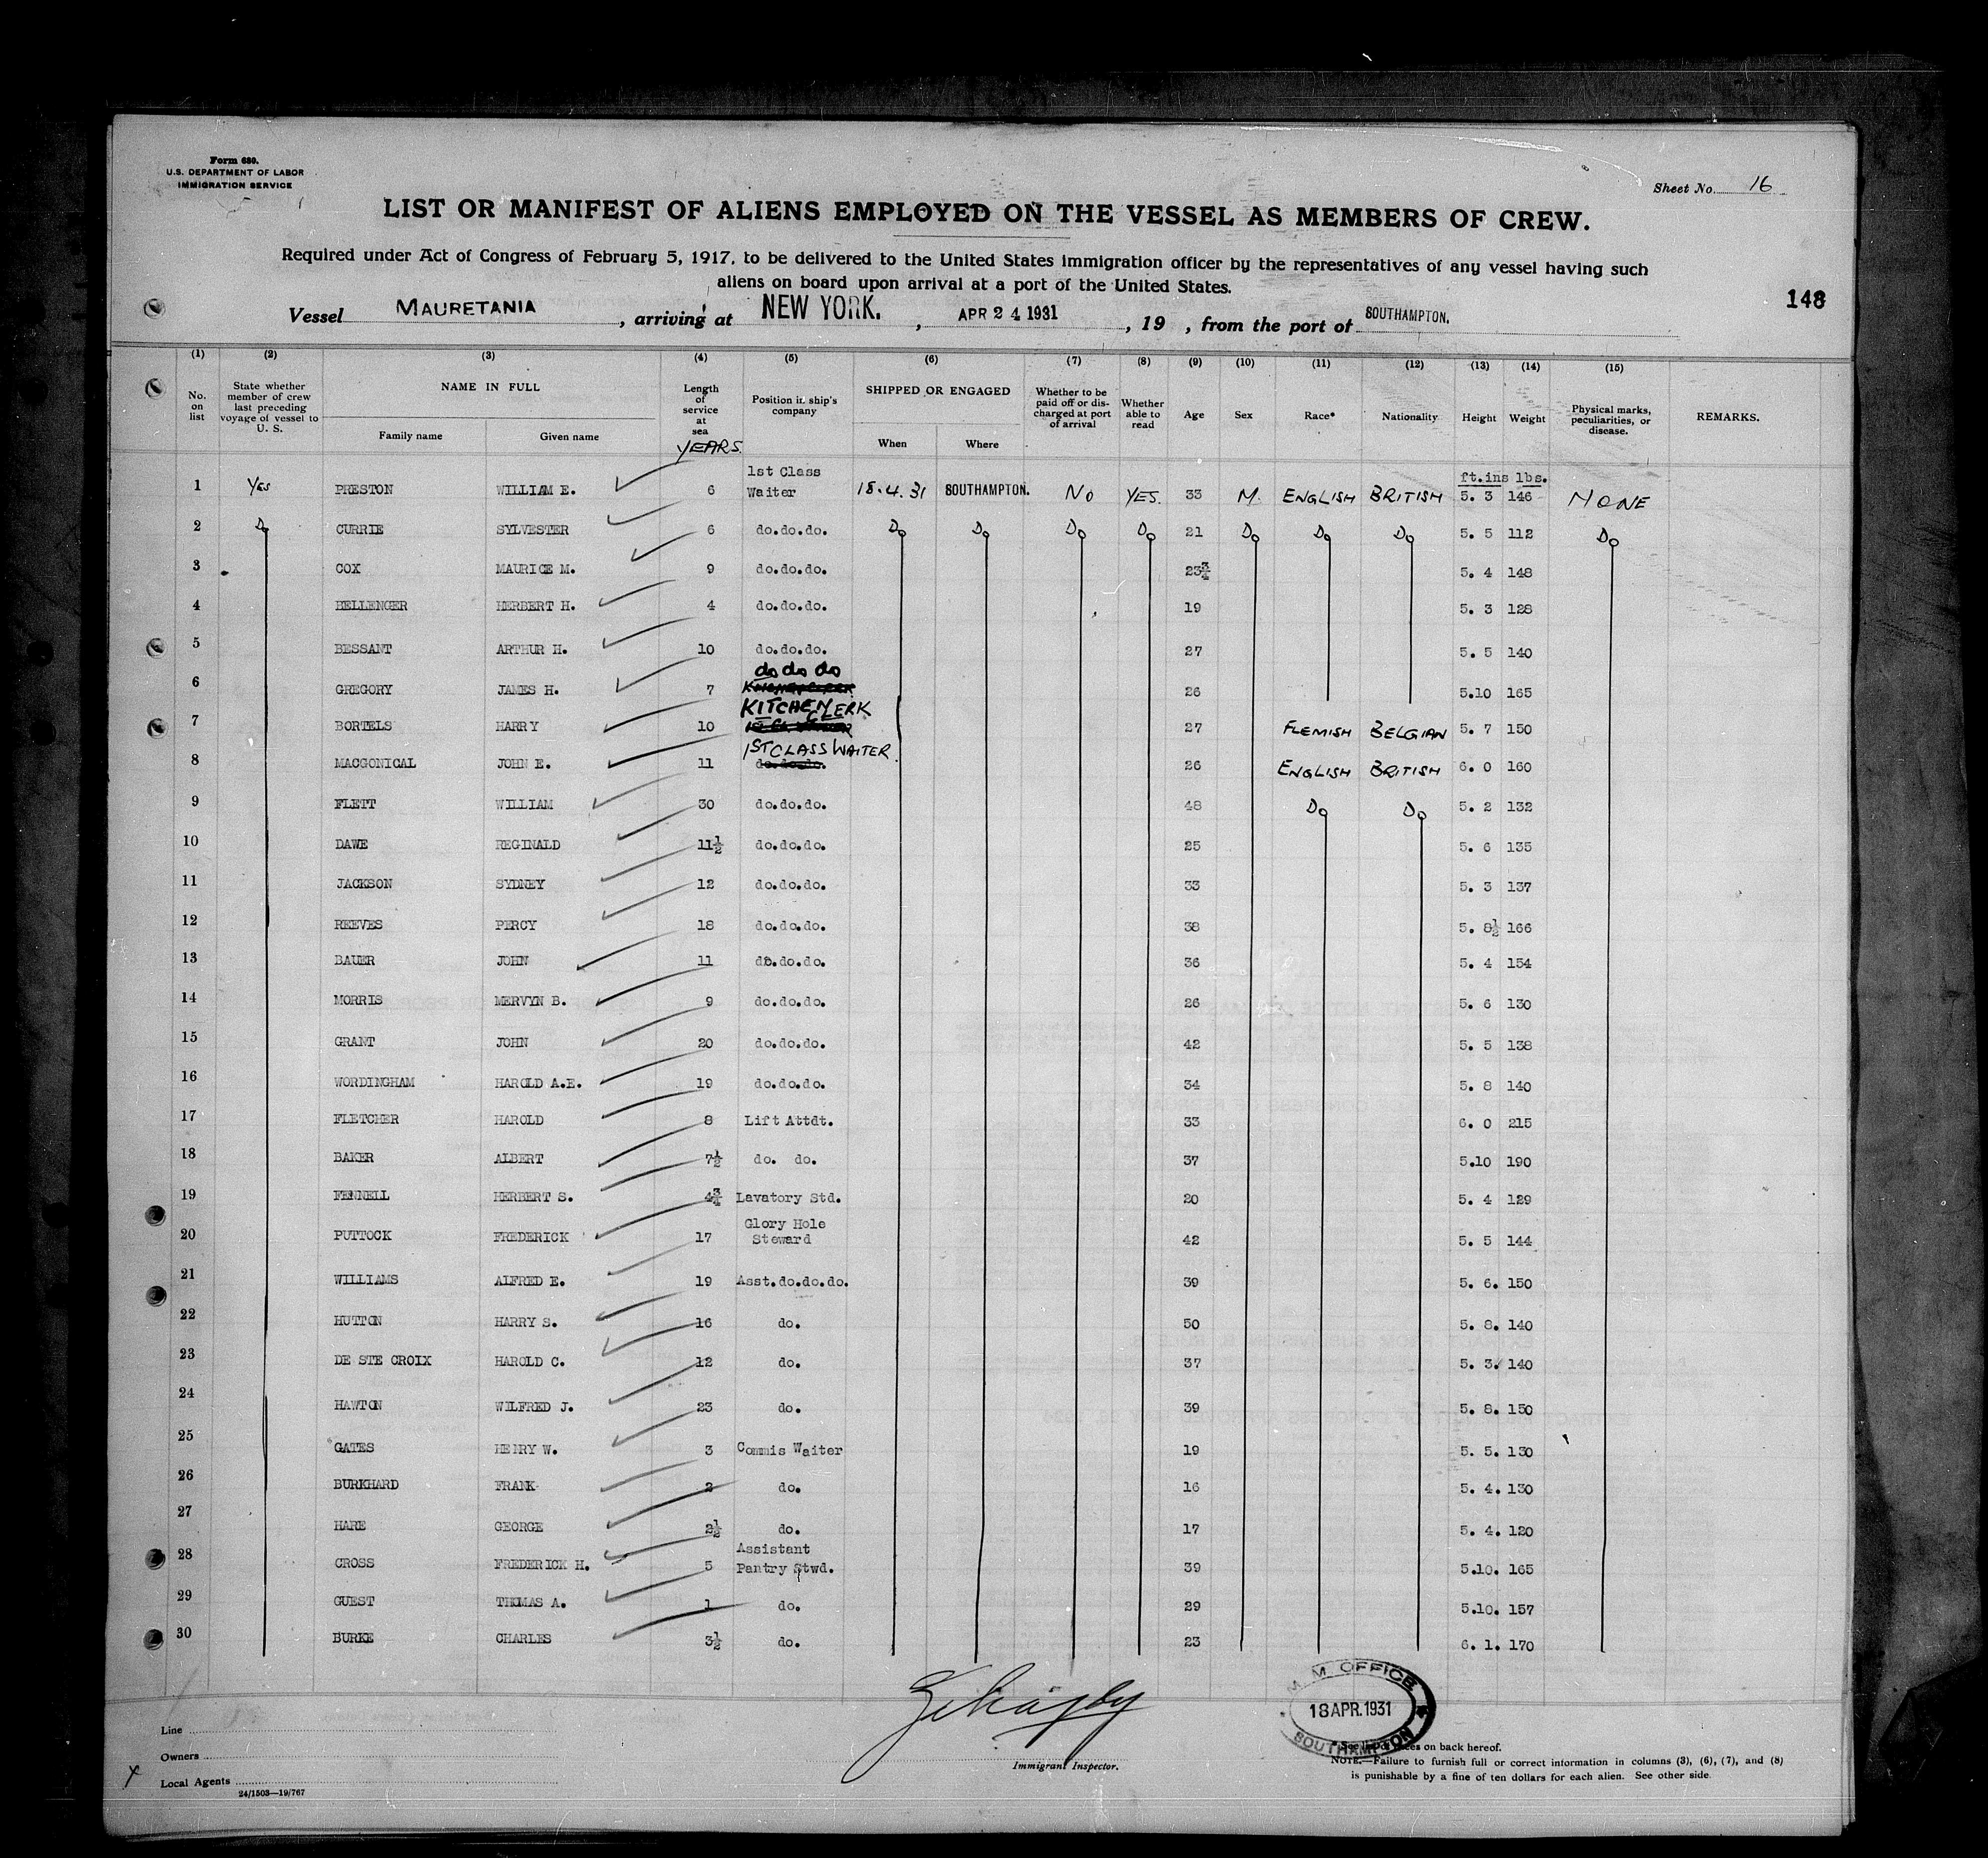 Form 680.
U.S. DEPARTMENT OF LABOR
IMMIGRATION SERVICE
Sheet No. 16
LIST OR MANIFEST OF ALIENS EMPLOYED ON THE VESSEL AS MEMBERS OF CREW.
Required under Act of Congress of February 5, 1917, to be delivered to the United States immigration officer by the representatives of any vessel having such
aliens on board upon arrival at a port of the United States.
148
Vessel MAURETANIA, arriving at NEW YORK., APR 24 1931, 19 , from the port of SOUTHAMPTON.
(1) (2) (3) (4) (5) (6) (7) (8) (9) (10) (11) (12) (13) (14) (15)
No. on list | State whether member of crew last preceding voyage of vessel to U. S. | NAME IN FULL Family name Given name | Length of service at sea YEARS. | Position in ship's company | SHIPPED OR ENGAGED When Where | Whether to be paid off or discharged at port of arrival | Whether able to read | Age | Sex | Race* | Nationality | Height | Weight | Physical marks, peculiarities, or disease. | REMARKS.
ft.ins lbs.
1 YES PRESTON WILLIAM E. 6 1st Class Waiter 18.4.31 SOUTHAMPTON. NO YES. 33 M. ENGLISH BRITISH 5. 3 146 NONE
2 Do CURRIE SYLVESTER 6 do.do.do. Do Do Do Do 21 Do Do Do 5. 5 112 Do
3 COX MAURICE M. 9 do.do.do. 23¾ 5. 4 148
4 BELLENGER HERBERT H. 4 do.do.do. 19 5. 3 128
5 BESSANT ARTHUR H. 10 do.do.do. 27 5. 5 140
6 GREGORY JAMES H. 7 do do do 26 5.10 165
7 BORTELS HARRY 10 KITCHEN CLERK 27 FLEMISH BELGIAN 5. 7 150
8 MACGONICAL JOHN E. 11 1ST CLASS WAITER do.do.do. 26 ENGLISH BRITISH 6. 0 160
9 FLETT WILLIAM 30 do.do.do. 48 Do Do 5. 2 132
10 DAWE REGINALD 11½ do.do.do. 25 5. 6 135
11 JACKSON SYDNEY 12 do.do.do. 33 5. 3 137
12 REEVES PERCY 18 do.do.do. 38 5. 8½ 166
13 BAUER JOHN 11 do.do.do. 36 5. 4 154
14 MORRIS MERVYN B. 9 do.do.do. 26 5. 6 130
15 GRANT JOHN 20 do.do.do. 42 5. 5 138
16 WORDINGHAM HAROLD A.E. 19 do.do.do. 34 5. 8 140
17 FLETCHER HAROLD 8 Lift Attdt. 33 6. 0 215
18 BAKER ALBERT 7½ do. do. 37 5.10 190
19 FENNELL HERBERT S. 4¾ Lavatory Std. 20 5. 4 129
20 PUTTOCK FREDERICK 17 Glory Hole Steward 42 5. 5 144
21 WILLIAMS ALFRED E. 19 Asst.do.do.do. 39 5. 6. 150
22 HUTTON HARRY S. 16 do. 50 5. 8. 140
23 DE STE CROIX HAROLD C. 12 do. 37 5. 3. 140
24 HAWTON WILFRED J. 23 do. 39 5. 8. 150
25 GATES HENRY W. 3 Commis Waiter 19 5. 5. 130
26 BURKHARD FRANK 2 do. 16 5. 4. 130
27 HARE GEORGE 2½ do. 17 5. 4. 120
28 CROSS FREDERICK H. 5 Assistant Pantry Stwd. 39 5.10. 165
29 GUEST THOMAS A. 1 do. 29 5.10. 157
30 BURKE CHARLES 3½ do. 23 6. 1. 170
M. M. OFFICE
18 APR. 1931
SOUTHAMPTON
Line
Owners
Local Agents
24/1503—19/767
Immigrant Inspector.
on back hereof.
NOTE.—Failure to furnish full or correct information in columns (3), (6), (7), and (8)
is punishable by a fine of ten dollars for each alien. See other side.